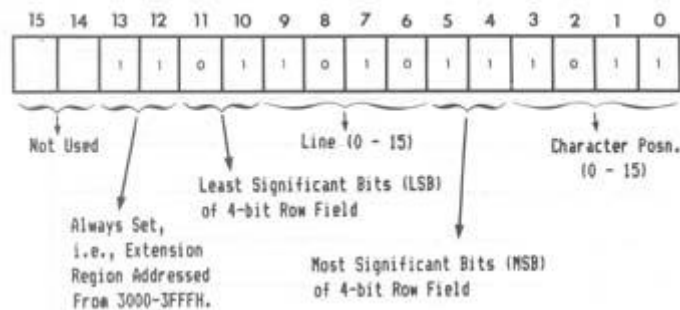 15 14 13 12 11 10 9 8 7 6 5 4 3 2 1 0
1 1 0 1 1 0 1 0 1 1 1 0 1 1
Not Used
Line (0 - 15)
Character Posn.
(0 - 15)
Least Significant Bits (LSB)
of 4-bit Row Field
Always Set,
i.e., Extension
Region Addressed
From 3000-3FFFH.
Most Significant Bits (MSB)
of 4-bit Row Field